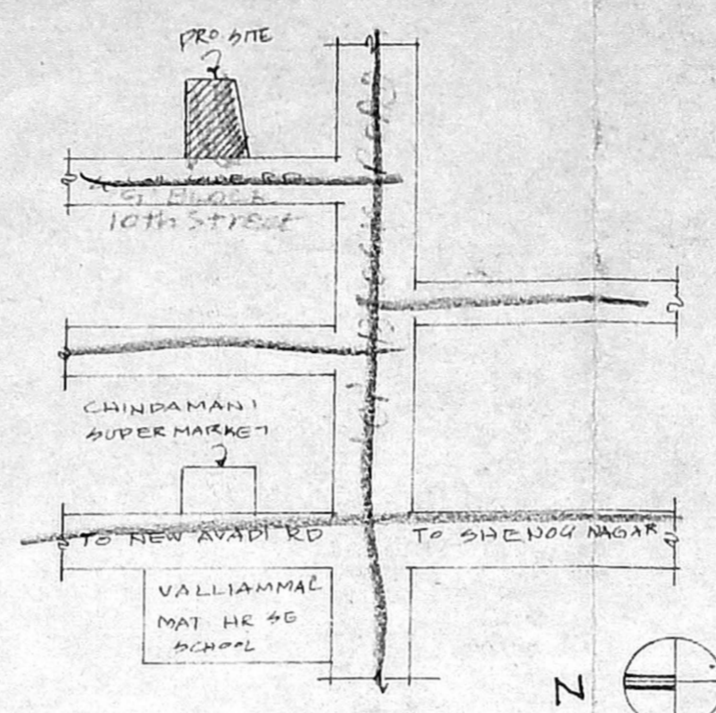 PRO. SITE
G BLOCK
10th Street
CHINDAMANI
SUPER MARKET
TO NEW AVADI RD
TO SHENOU NAGAR
VALLIAMMAL
MAT HR SE
SCHOOL
N